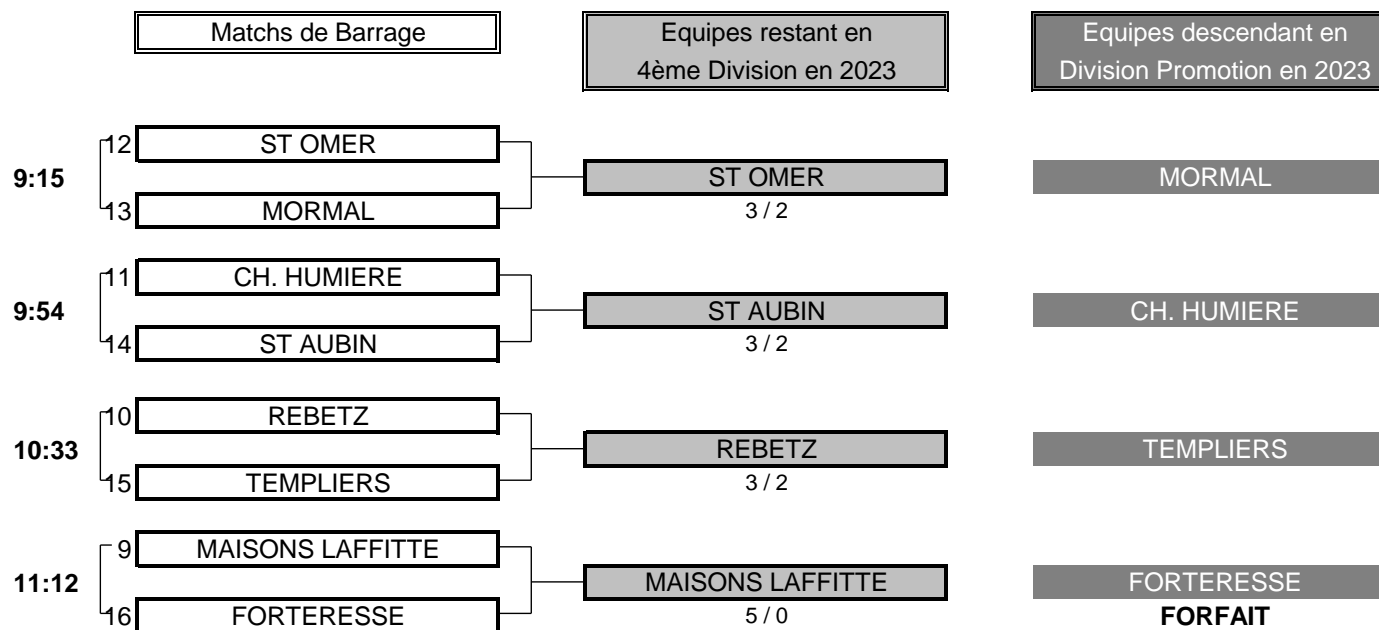 Matchs de Barrage
Equipes restant en
4ème Division en 2023
Equipes descendant en
Division Promotion en 2023
12 ST OMER
9:15 ST OMER MORMAL
13 MORMAL 3 / 2
11 CH. HUMIERE
9:54 ST AUBIN CH. HUMIERE
14 ST AUBIN 3 / 2
10 REBETZ
10:33 REBETZ TEMPLIERS
15 TEMPLIERS 3 / 2
9 MAISONS LAFFITTE
11:12 MAISONS LAFFITTE FORTERESSE
16 FORTERESSE 5 / 0 FORFAIT